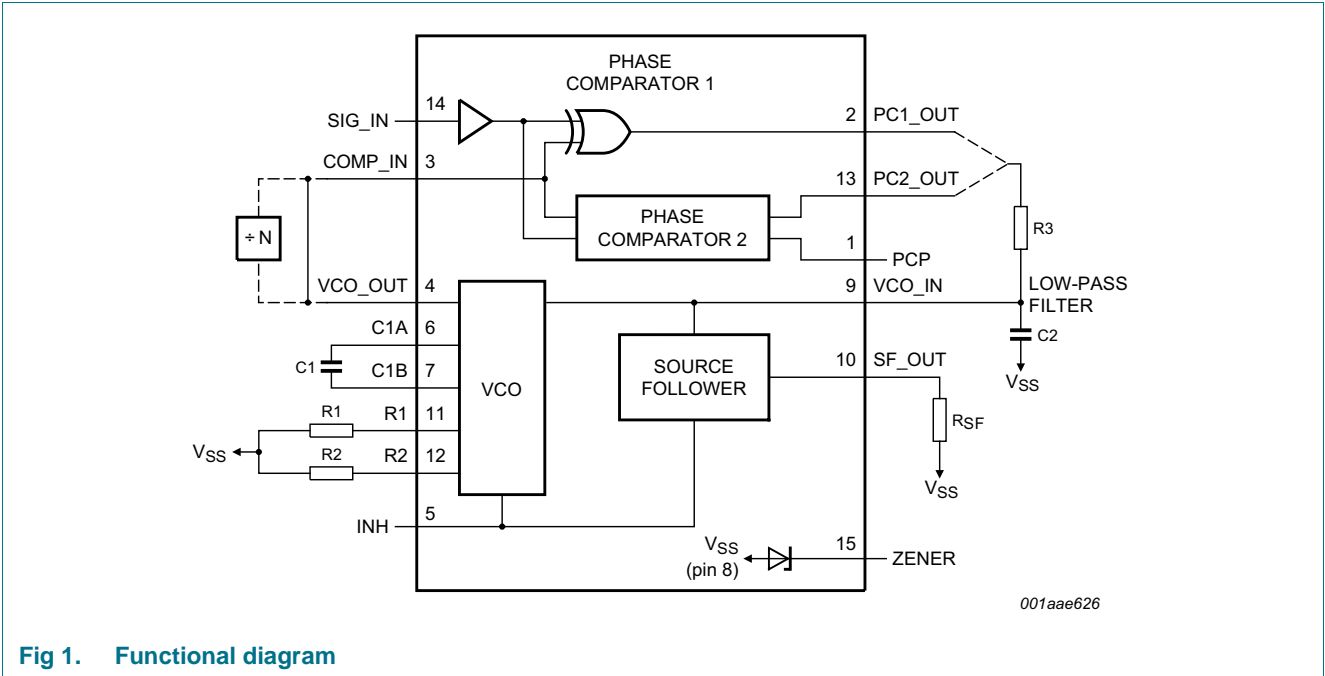 PHASE
COMPARATOR 1
14
SIG_IN
2 PC1_OUT
COMP_IN 3
13 PC2_OUT
÷ N
PHASE
COMPARATOR 2
R3
1
PCP
VCO_OUT 4
9 VCO_IN
LOW-PASS
FILTER
C1A 6
C2
C1
C1B 7
VCO
SOURCE
FOLLOWER
10 SF_OUT
VSS
R1 R1 11
RSF
VSS
R2 R2 12
VSS
INH 5
VSS
(pin 8)
15
ZENER
001aae626
Fig 1. Functional diagram